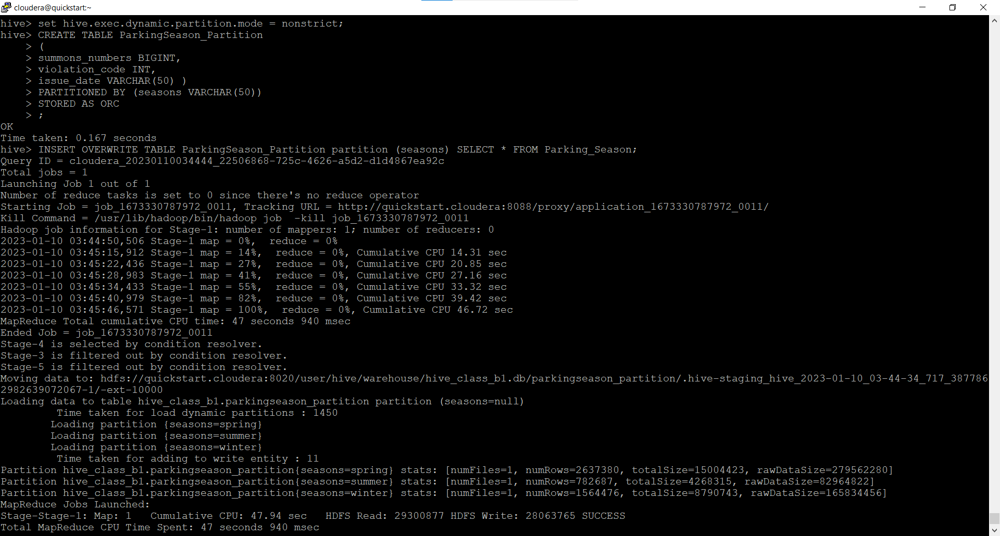 cloudera@quickstart:~
hive> set hive.exec.dynamic.partition.mode = nonstrict;
hive> CREATE TABLE ParkingSeason_Partition
    > (
    > summons_numbers BIGINT,
    > violation_code INT,
    > issue_date VARCHAR(50) )
    > PARTITIONED BY (seasons VARCHAR(50))
    > STORED AS ORC
    > ;
OK
Time taken: 0.167 seconds
hive> INSERT OVERWRITE TABLE ParkingSeason_Partition partition (seasons) SELECT * FROM Parking_Season;
Query ID = cloudera_20230110034444_22506868-725c-4626-a5d2-d1d4867ea92c
Total jobs = 1
Launching Job 1 out of 1
Number of reduce tasks is set to 0 since there's no reduce operator
Starting Job = job_1673330787972_0011, Tracking URL = http://quickstart.cloudera:8088/proxy/application_1673330787972_0011/
Kill Command = /usr/lib/hadoop/bin/hadoop job  -kill job_1673330787972_0011
Hadoop job information for Stage-1: number of mappers: 1; number of reducers: 0
2023-01-10 03:44:50,506 Stage-1 map = 0%,  reduce = 0%
2023-01-10 03:45:15,912 Stage-1 map = 14%,  reduce = 0%, Cumulative CPU 14.31 sec
2023-01-10 03:45:22,436 Stage-1 map = 27%,  reduce = 0%, Cumulative CPU 20.85 sec
2023-01-10 03:45:28,983 Stage-1 map = 41%,  reduce = 0%, Cumulative CPU 27.16 sec
2023-01-10 03:45:34,433 Stage-1 map = 55%,  reduce = 0%, Cumulative CPU 33.32 sec
2023-01-10 03:45:40,979 Stage-1 map = 82%,  reduce = 0%, Cumulative CPU 39.42 sec
2023-01-10 03:45:46,571 Stage-1 map = 100%,  reduce = 0%, Cumulative CPU 46.72 sec
MapReduce Total cumulative CPU time: 47 seconds 940 msec
Ended Job = job_1673330787972_0011
Stage-4 is selected by condition resolver.
Stage-3 is filtered out by condition resolver.
Stage-5 is filtered out by condition resolver.
Moving data to: hdfs://quickstart.cloudera:8020/user/hive/warehouse/hive_class_b1.db/parkingseason_partition/.hive-staging_hive_2023-01-10_03-44-34_717_387786
2982639072067-1/-ext-10000
Loading data to table hive_class_b1.parkingseason_partition partition (seasons=null)
         Time taken for load dynamic partitions : 1450
        Loading partition {seasons=spring}
        Loading partition {seasons=summer}
        Loading partition {seasons=winter}
         Time taken for adding to write entity : 11
Partition hive_class_b1.parkingseason_partition{seasons=spring} stats: [numFiles=1, numRows=2637380, totalSize=15004423, rawDataSize=279562280]
Partition hive_class_b1.parkingseason_partition{seasons=summer} stats: [numFiles=1, numRows=782687, totalSize=4268315, rawDataSize=82964822]
Partition hive_class_b1.parkingseason_partition{seasons=winter} stats: [numFiles=1, numRows=1564476, totalSize=8790743, rawDataSize=165834456]
MapReduce Jobs Launched:
Stage-Stage-1: Map: 1   Cumulative CPU: 47.94 sec   HDFS Read: 29300877 HDFS Write: 28063765 SUCCESS
Total MapReduce CPU Time Spent: 47 seconds 940 msec